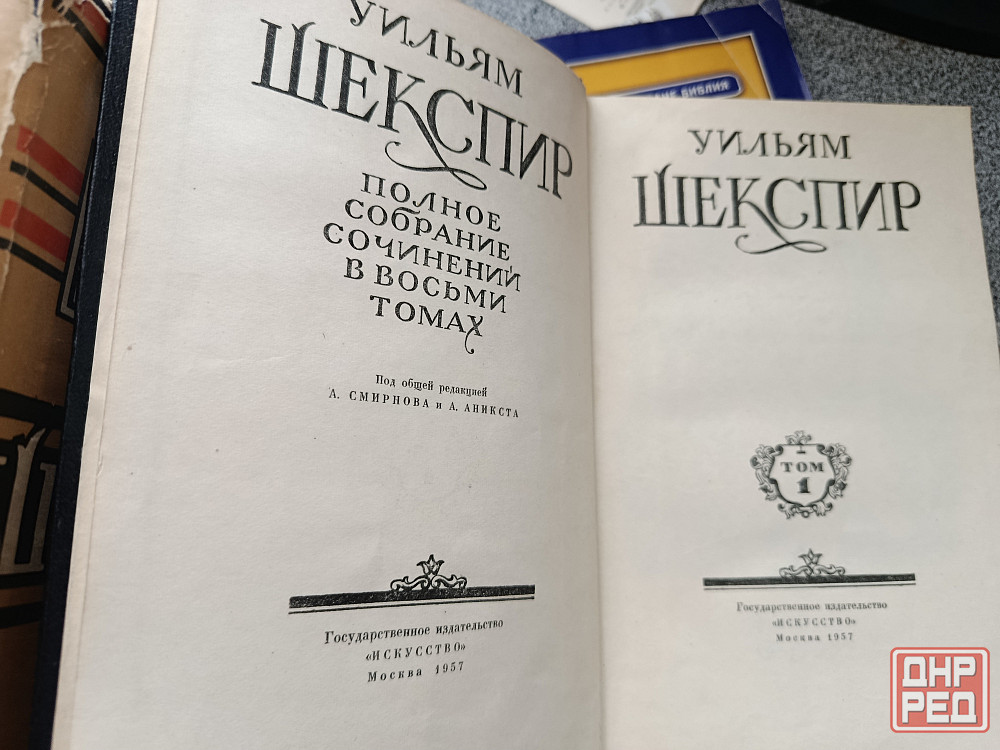 УИЛЬЯМ
ШЕКСПИР
ПОЛНОЕ
СОБРАНИЕ
СОЧИНЕНИЙ
В ВОСЬМИ
ТОМАХ
Под общей редакцией
А. СМИРНОВА и А. АНИКСТА
Государственное издательство
«ИСКУССТВО»
Москва 1957
БИБЛИЯ
УИЛЬЯМ
ШЕКСПИР
ТОМ
1
Государственное издательство
«ИСКУССТВО»
Москва 1957
ДНР
РЕД